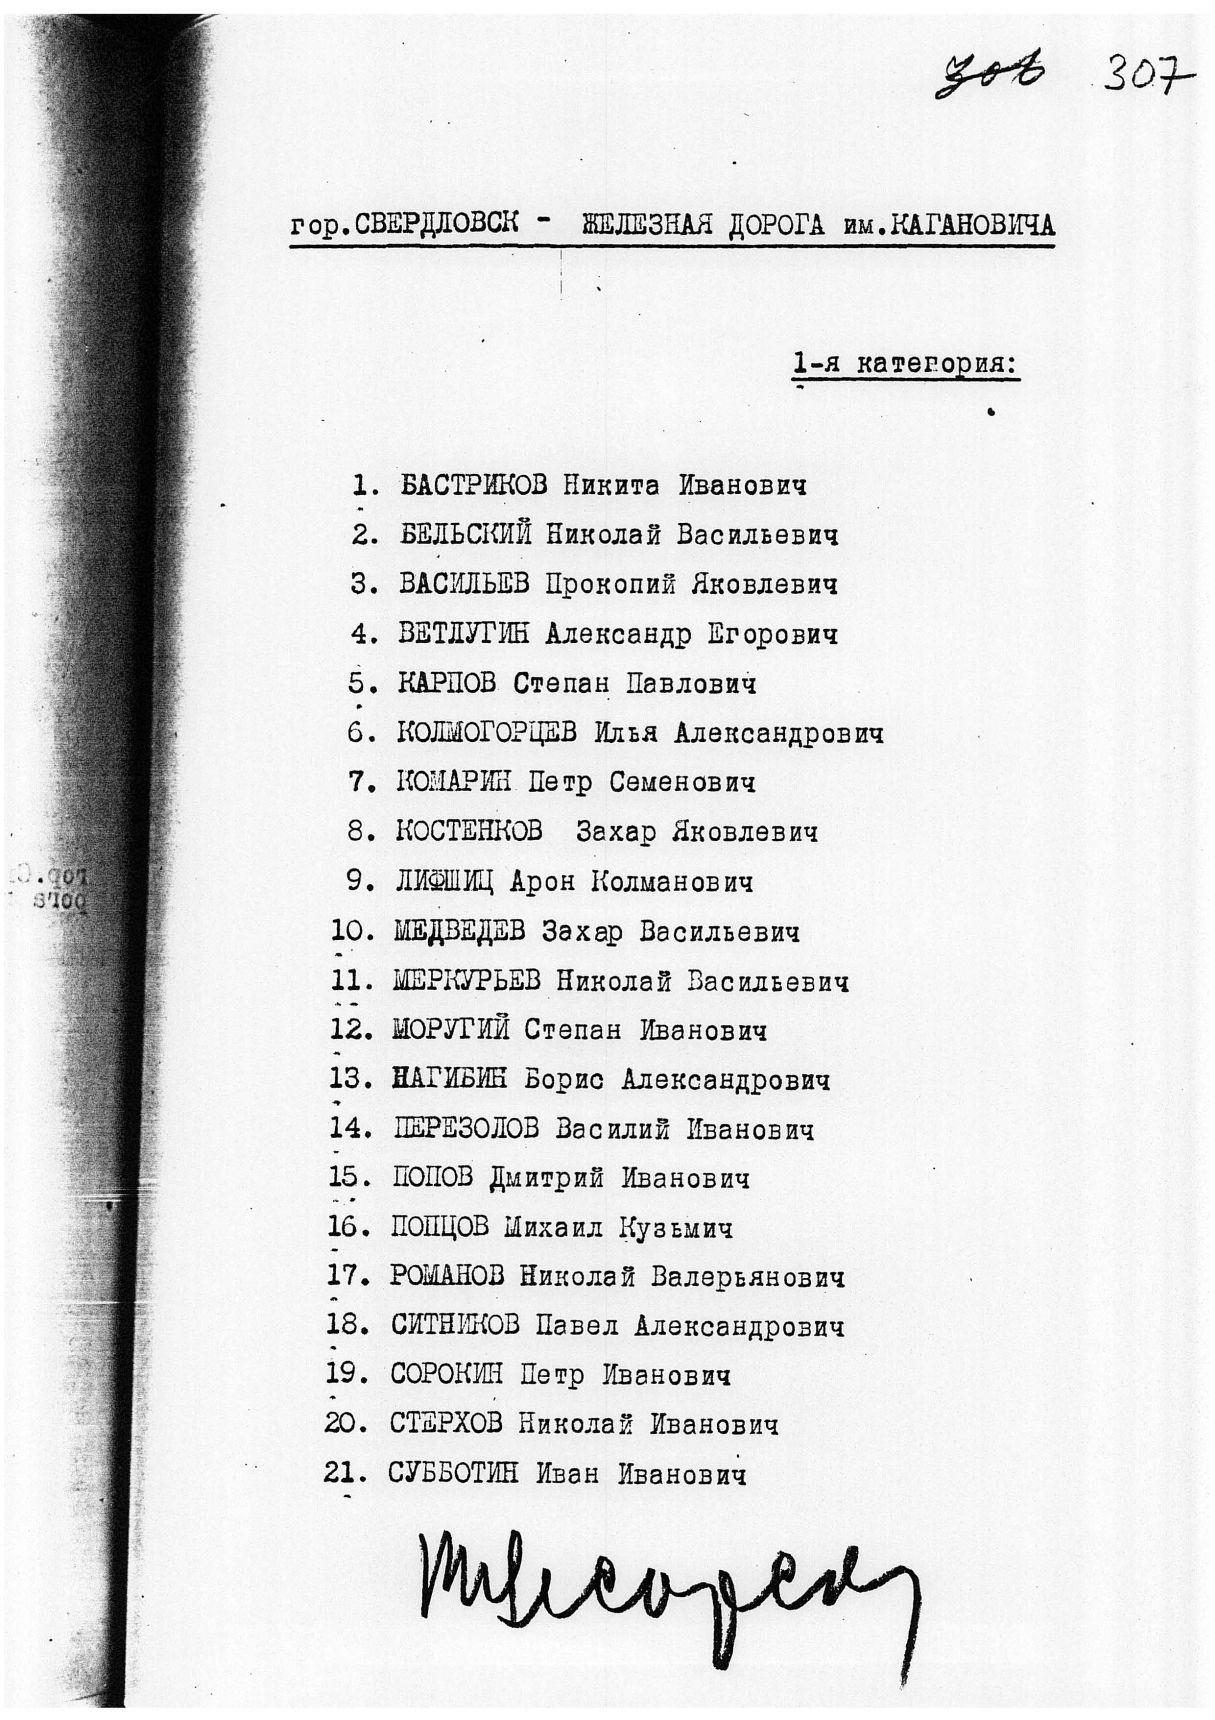 307
гор.СВЕРДЛОВСК - ЖЕЛЕЗНАЯ ДОРОГА им.КАГАНОВИЧА
1-я категория:
1. БАСТРИКОВ Никита Иванович
2. БЕЛЬСКИЙ Николай Васильевич
3. ВАСИЛЬЕВ Прокопий Яковлевич
4. ВЕТЛУГИН Александр Егорович
5. КАРПОВ Степан Павлович
6. КОЛМОГОРЦЕВ Илья Александрович
7. КОМАРИН Петр Семенович
8. КОСТЕНКОВ Захар Яковлевич
9. ЛИФШИЦ Арон Колманович
10. МЕДВЕДЕВ Захар Васильевич
11. МЕРКУРЬЕВ Николай Васильевич
12. МОРУГИЙ Степан Иванович
13. НАГИБИН Борис Александрович
14. ПЕРЕЗОЛОВ Василий Иванович
15. ПОПОВ Дмитрий Иванович
16. ПОПЦОВ Михаил Кузьмич
17. РОМАНОВ Николай Валерьянович
18. СИТНИКОВ Павел Александрович
19. СОРОКИН Петр Иванович
20. СТЕРХОВ Николай Иванович
21. СУББОТИН Иван Иванович